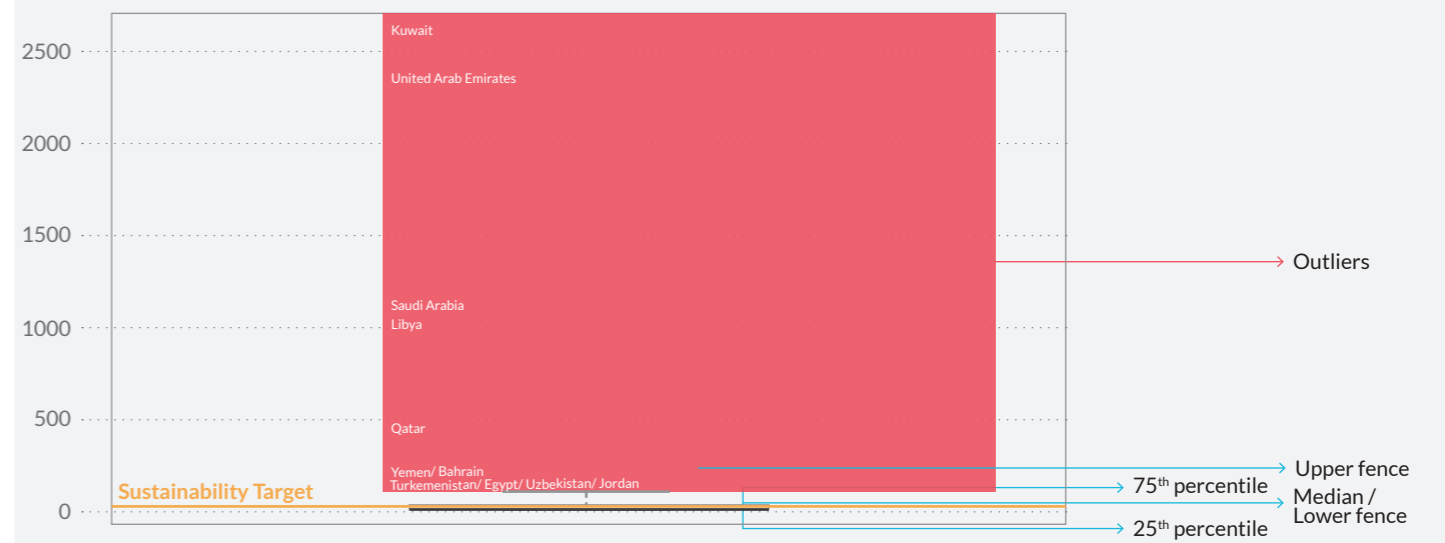 2500
2000
1500
1000
500
0
Kuwait
United Arab Emirates
Saudi Arabia
Libya
Qatar
Yemen/ Bahrain
Turkemenistan/ Egypt/ Uzbekistan/ Jordan
Sustainability Target
Outliers
Upper fence
75th percentile
Median /
Lower fence
25th percentile